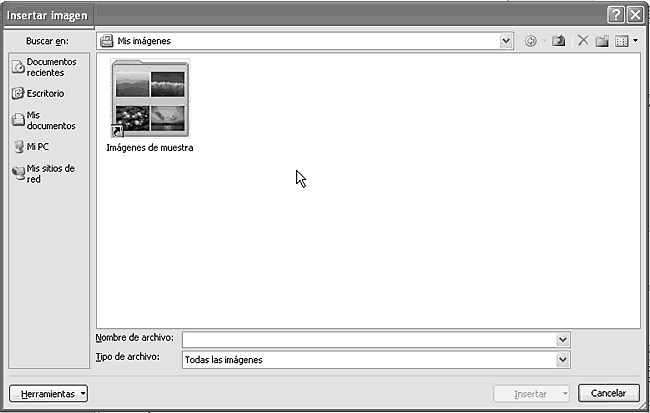 Insertar imagen
Buscar en:
Mis imágenes
Documentos
recientes
Escritorio
Mis
documentos
Mi PC
Mis sitios de
red
Imágenes de muestra
Nombre de archivo:
Tipo de archivo:
Todas las imágenes
Herramientas
Insertar
Cancelar